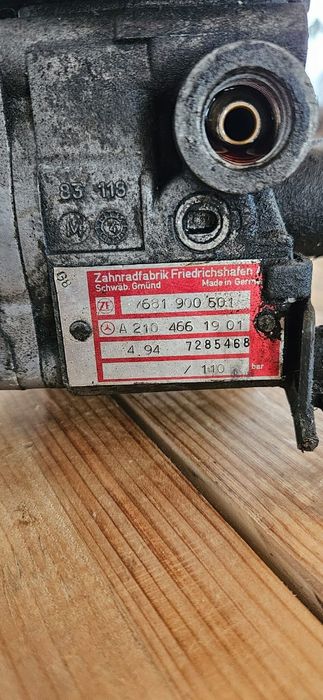 83 118
M
G8
Zahnradfabrik Friedrichshafen
Schwäb. Gmünd Made in Germ
ZF 7681 900 501
A 210 466 19 01
4 94 7285468
/ 110 bar